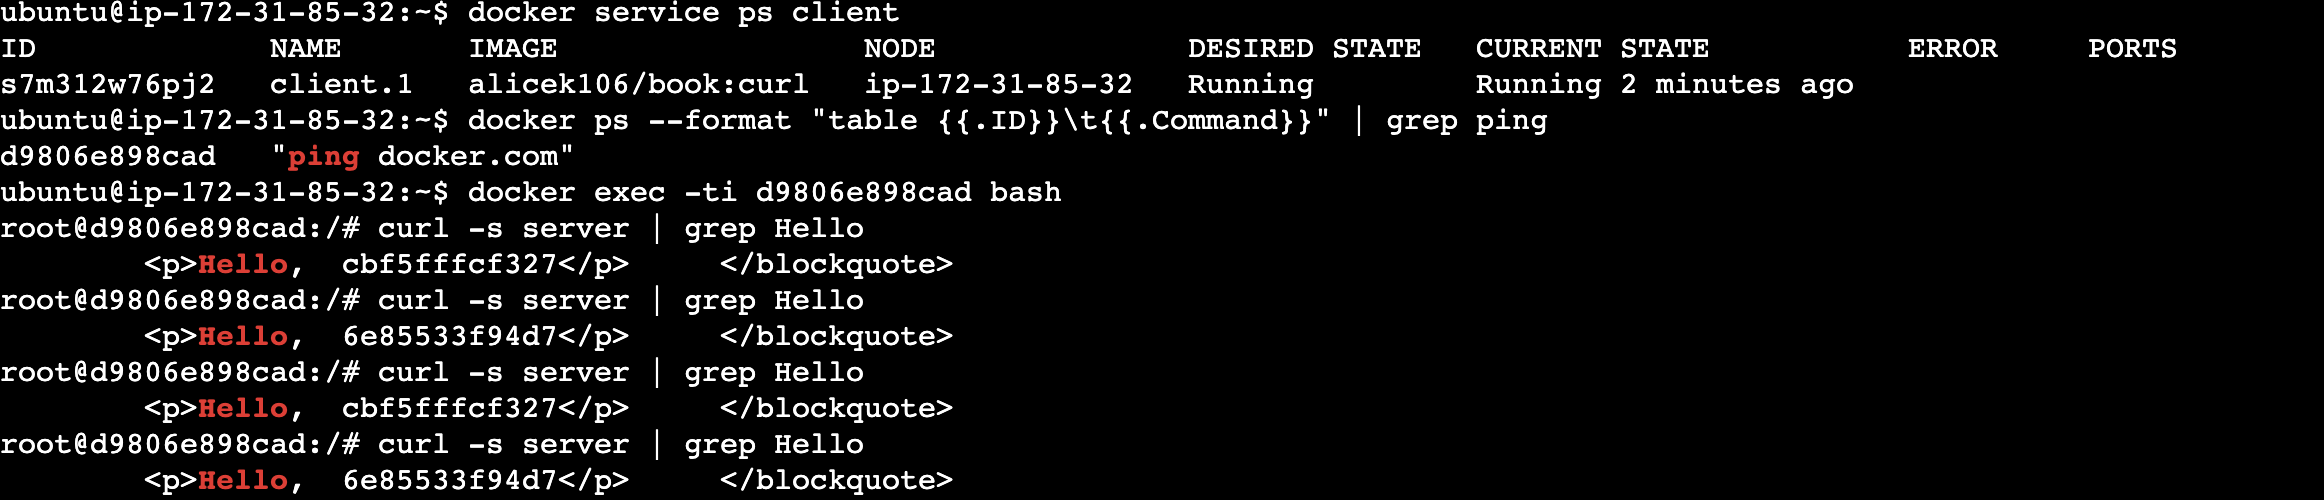 ubuntu@ip-172-31-85-32:~$ docker service ps client
ID             NAME       IMAGE                 NODE              DESIRED STATE   CURRENT STATE           ERROR     PORTS
s7m312w76pj2   client.1   alicek106/book:curl   ip-172-31-85-32   Running         Running 2 minutes ago
ubuntu@ip-172-31-85-32:~$ docker ps --format "table {{.ID}}\t{{.Command}}" | grep ping
d9806e898cad   "ping docker.com"
ubuntu@ip-172-31-85-32:~$ docker exec -ti d9806e898cad bash
root@d9806e898cad:/# curl -s server | grep Hello
        <p>Hello,  cbf5fffcf327</p>     </blockquote>
root@d9806e898cad:/# curl -s server | grep Hello
        <p>Hello,  6e85533f94d7</p>     </blockquote>
root@d9806e898cad:/# curl -s server | grep Hello
        <p>Hello,  cbf5fffcf327</p>     </blockquote>
root@d9806e898cad:/# curl -s server | grep Hello
        <p>Hello,  6e85533f94d7</p>     </blockquote>